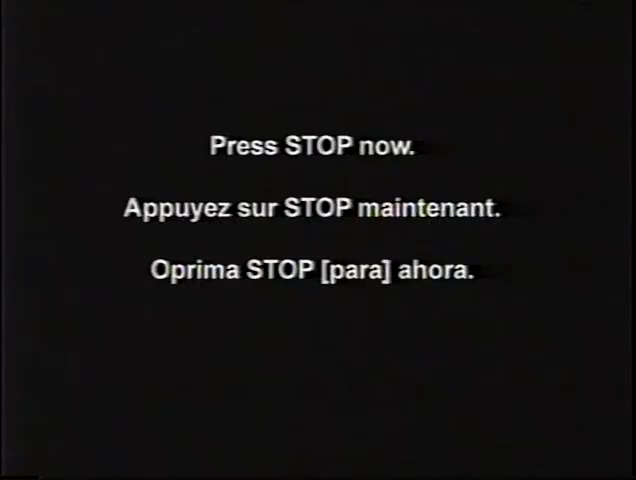 Press STOP now.
Appuyez sur STOP maintenant.
Oprima STOP [para] ahora.